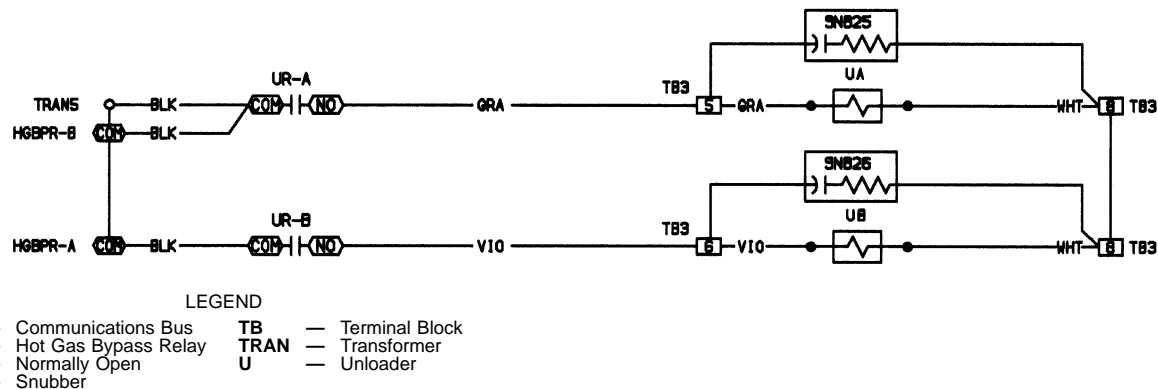 SNB25
UR-A
UA
TB3
TRAN5 BLK COM NO GRA 5 GRA WHT 8 TB3
HGBPR-B COM BLK
SNB26
UR-B
UB
TB3
HGBPR-A COM BLK COM NO VIO 6 VIO WHT 8 TB3
LEGEND
Communications Bus TB — Terminal Block
Hot Gas Bypass Relay TRAN — Transformer
Normally Open U — Unloader
Snubber